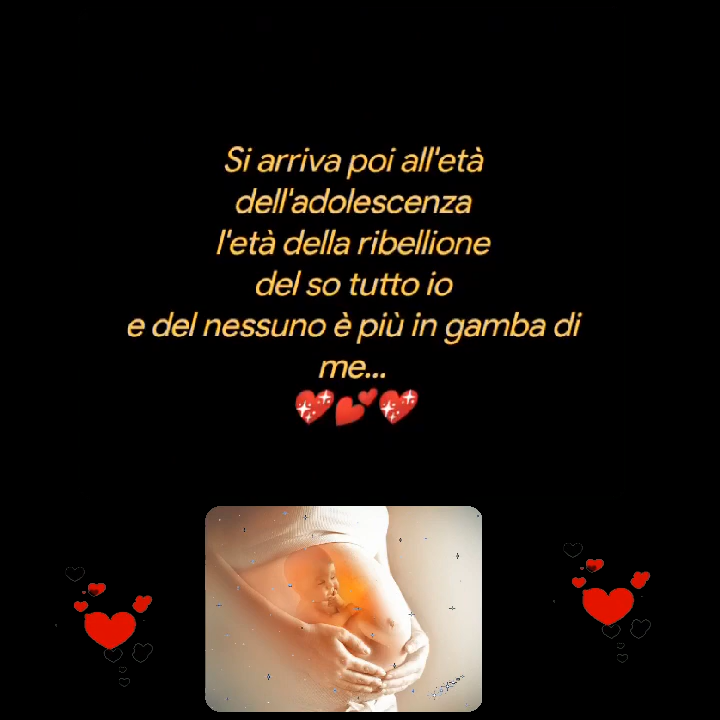 Si arriva poi all'età
dell'adolescenza
l'età della ribellione
del so tutto io
e del nessuno è più in gamba di
me...